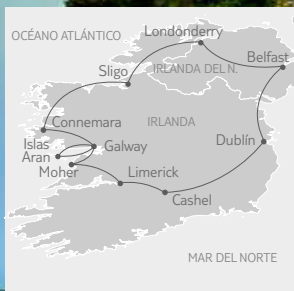 OCÉANO ATLÁNTICO
Londonderry
Belfast
IRLANDA DEL N.
Sligo
Connemara
IRLANDA
Islas
Aran
Galway
Dublín
Moher
Limerick
Cashel
MAR DEL NORTE